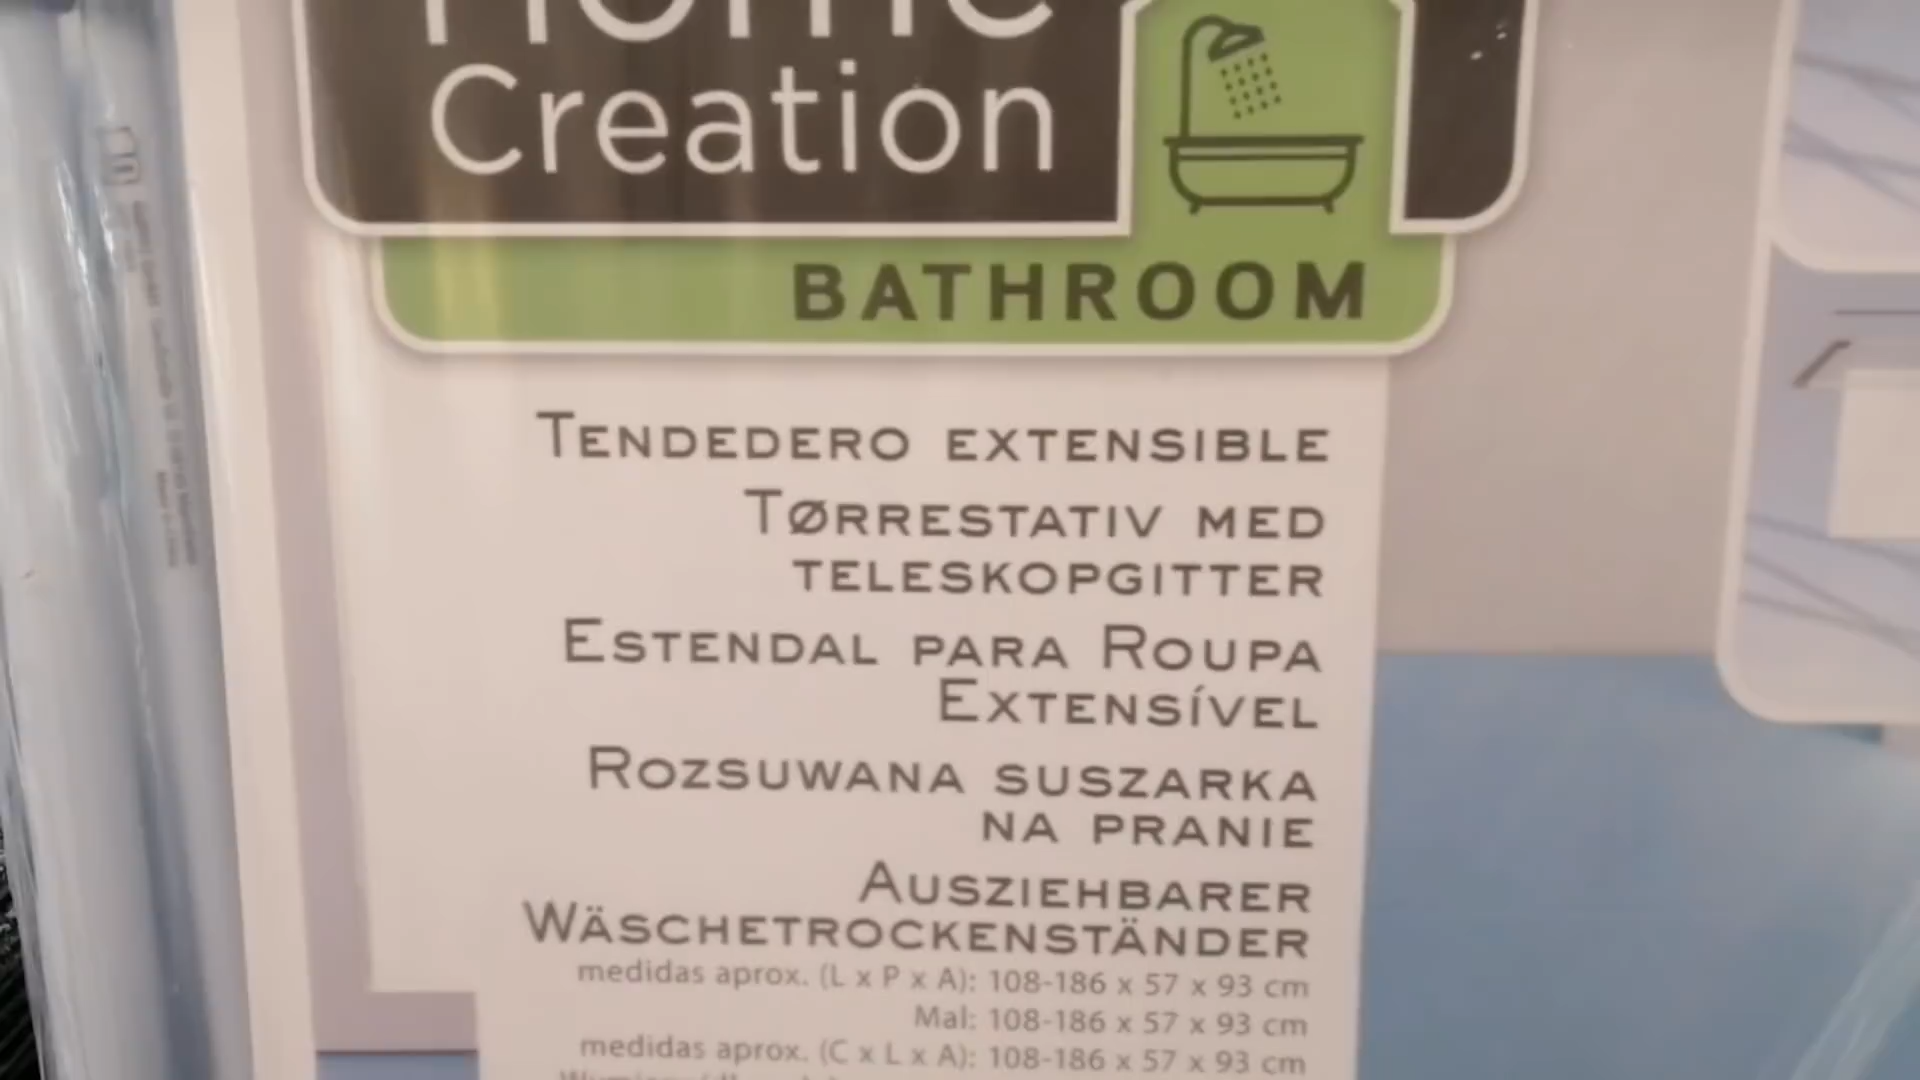 Home
Creation
BATHROOM
TENDEDERO EXTENSIBLE
TØRRESTATIV MED
TELESKOPGITTER
ESTENDAL PARA ROUPA
EXTENSÍVEL
ROZSUWANA SUSZARKA
NA PRANIE
AUSZIEHBARER
WÄSCHETROCKENSTÄNDER
medidas aprox. (L x P x A): 108-186 x 57 x 93 cm
Mal: 108-186 x 57 x 93 cm
medidas aprox. (C x L x A): 108-186 x 57 x 93 cm